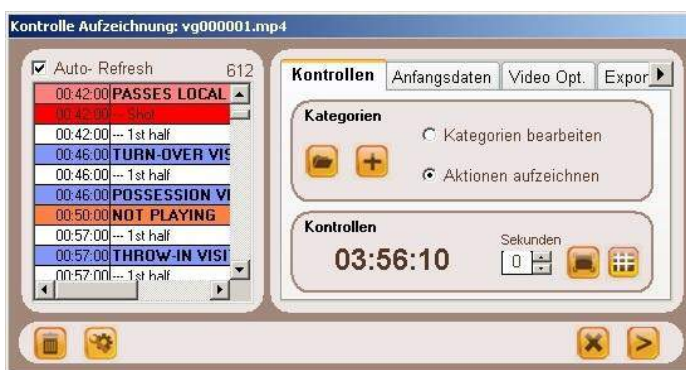 Kontrolle Aufzeichnung: vg000001.mp4
Auto- Refresh 612
00:42:00 PASSES LOCAL
00:42:00 --- Shot
00:42:00 --- 1st half
00:46:00 TURN-OVER VIS
00:46:00 --- 1st half
00:46:00 POSSESSION VI
00:50:00 NOT PLAYING
00:57:00 --- 1st half
00:57:00 THROW-IN VISI
00:57:00 --- 1st half
Kontrollen Anfangsdaten Video Opt. Expor
Kategorien
Kategorien bearbeiten
Aktionen aufzeichnen
Kontrollen
03:56:10
Sekunden
0